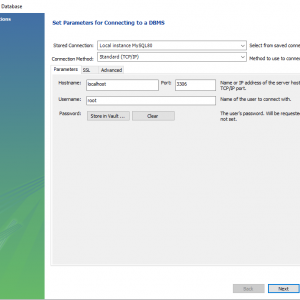 Database
Set Parameters for Connecting to a DBMS
Stored Connection: Local instance MySQL80 Select from saved conne
Connection Method: Standard (TCP/IP) Method to use to connec
Parameters SSL Advanced
Hostname: localhost Port: 3306 Name or IP address of the server host
TCP/IP port.
Username: root Name of the user to connect with.
Password: Store in Vault ... Clear The user's password. Will be requested
not set.
Back Next